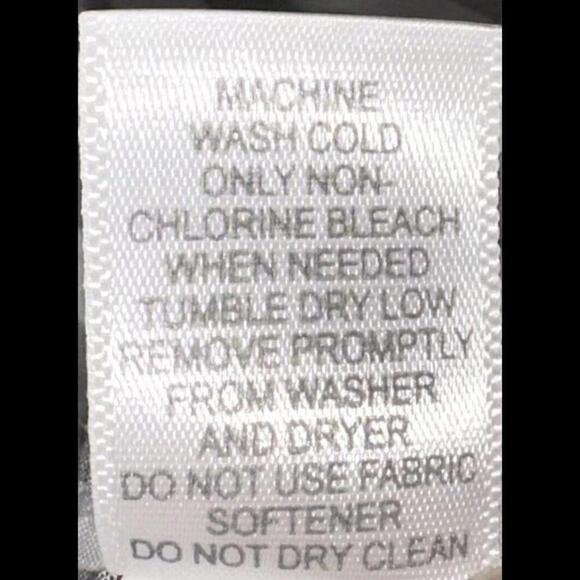 MACHINE
WASH COLD
ONLY NON-
CHLORINE BLEACH
WHEN NEEDED
TUMBLE DRY LOW
REMOVE PROMPTLY
FROM WASHER
AND DRYER
DO NOT USE FABRIC
SOFTENER
DO NOT DRY CLEAN